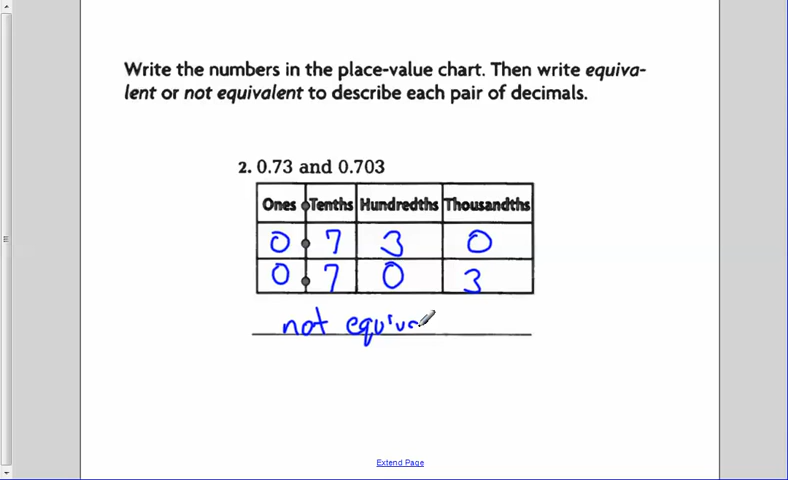 Write the numbers in the place-value chart. Then write equiva-
lent or not equivalent to describe each pair of decimals.
2. 0.73 and 0.703
Ones Tenths Hundredths Thousandths
0 . 7 3 0
0 . 7 0 3
not equiva
Extend Page